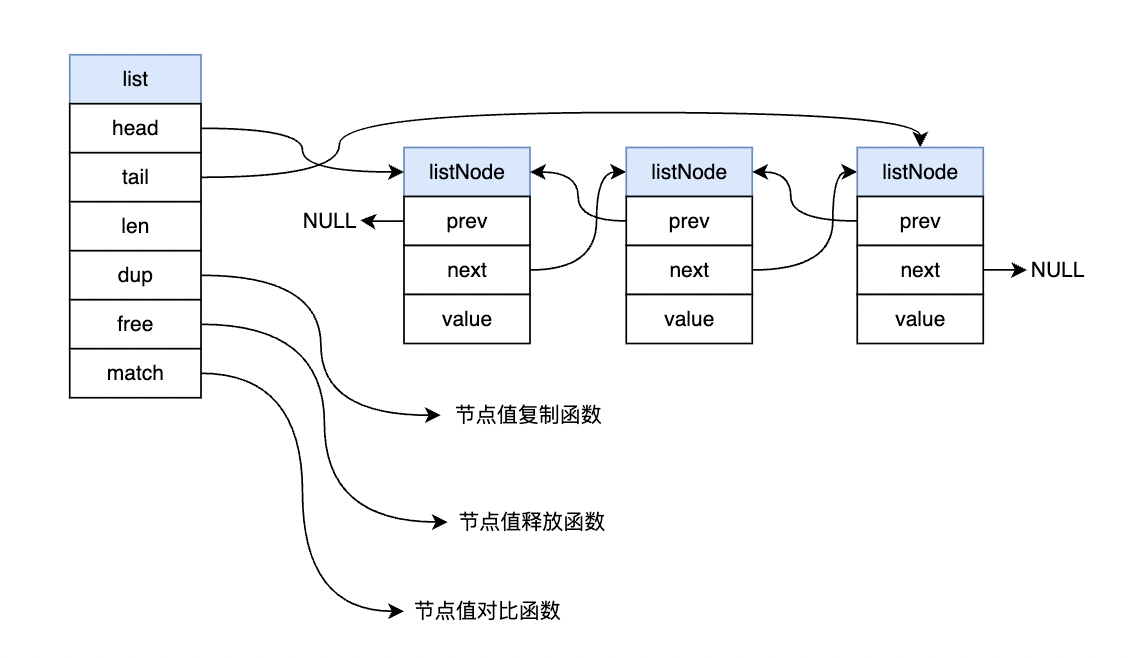 list
head
tail
len
dup
free
match
NULL
listNode
prev
next
value
listNode
prev
next
value
listNode
prev
next
value
NULL
节点值复制函数
节点值释放函数
节点值对比函数